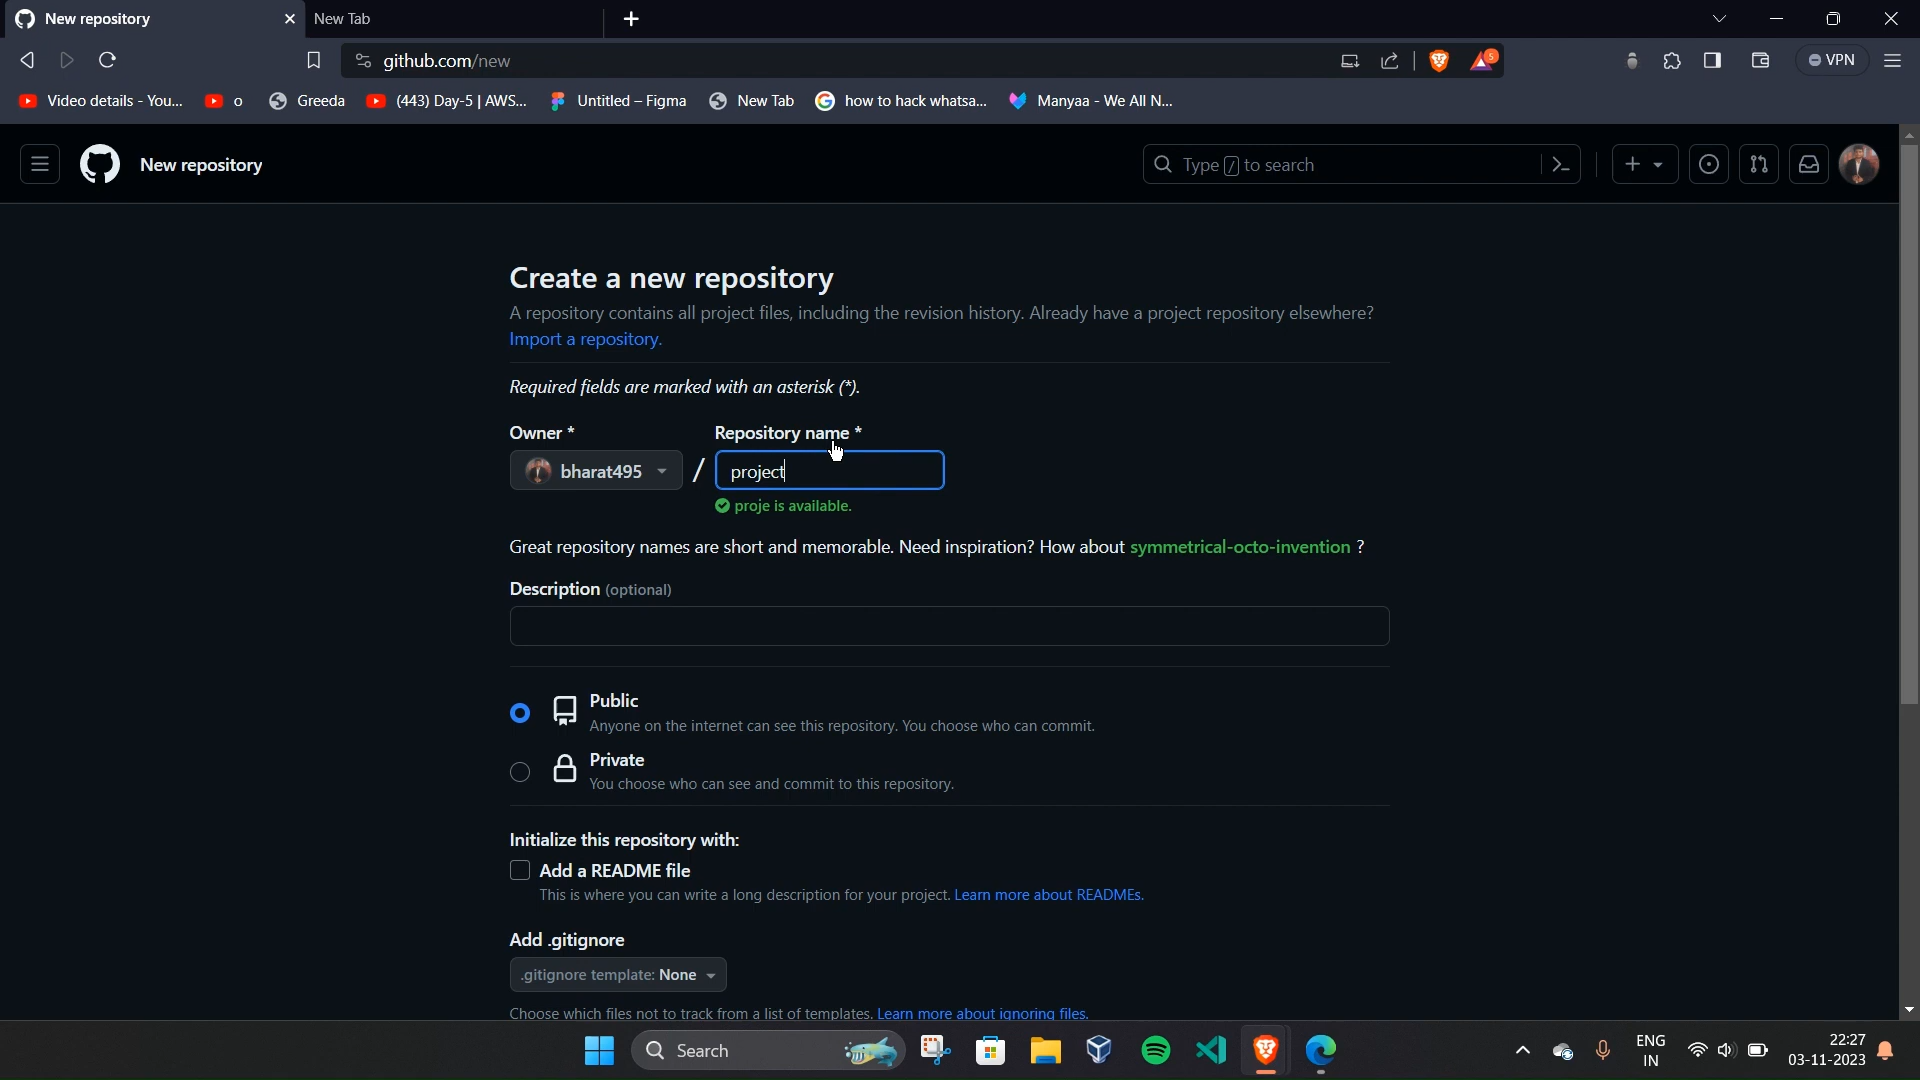 New repository
New Tab
github.com/new
5
VPN
Video details - You...
o
Greeda
(443) Day-5 | AWS...
Untitled – Figma
New Tab
how to hack whatsa...
Manyaa - We All N...
New repository
Type / to search
Create a new repository
A repository contains all project files, including the revision history. Already have a project repository elsewhere?
Import a repository.
Required fields are marked with an asterisk (*).
Owner *
Repository name *
bharat495
/
project
proje is available.
Great repository names are short and memorable. Need inspiration? How about symmetrical-octo-invention ?
Description (optional)
Public
Anyone on the internet can see this repository. You choose who can commit.
Private
You choose who can see and commit to this repository.
Initialize this repository with:
Add a README file
This is where you can write a long description for your project. Learn more about READMEs.
Add .gitignore
.gitignore template: None
Choose which files not to track from a list of templates. Learn more about ignoring files.
Search
ENG
IN
22:27
03-11-2023